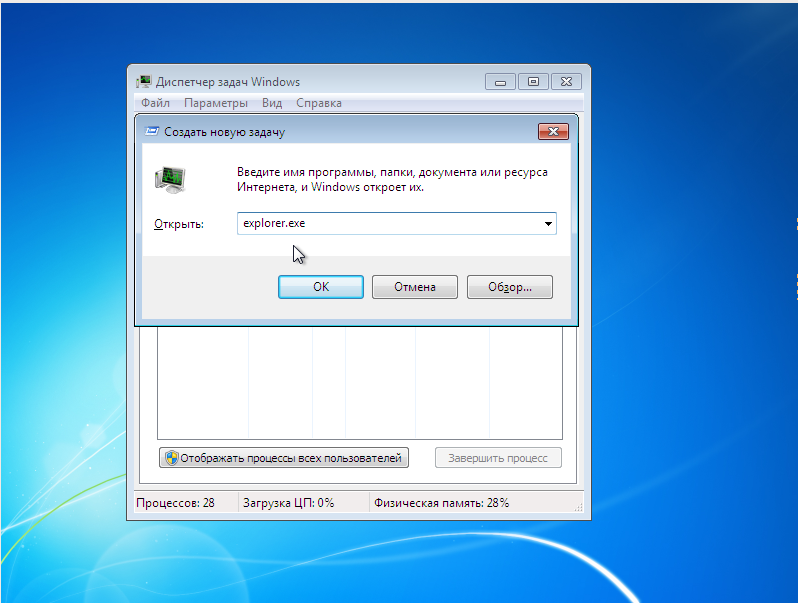 Диспетчер задач Windows
Файл Параметры Вид Справка
Создать новую задачу
Введите имя программы, папки, документа или ресурса
Интернета, и Windows откроет их.
Открыть: explorer.exe
OK Отмена Обзор...
Отображать процессы всех пользователей Завершить процесс
Процессов: 28 Загрузка ЦП: 0% Физическая память: 28%